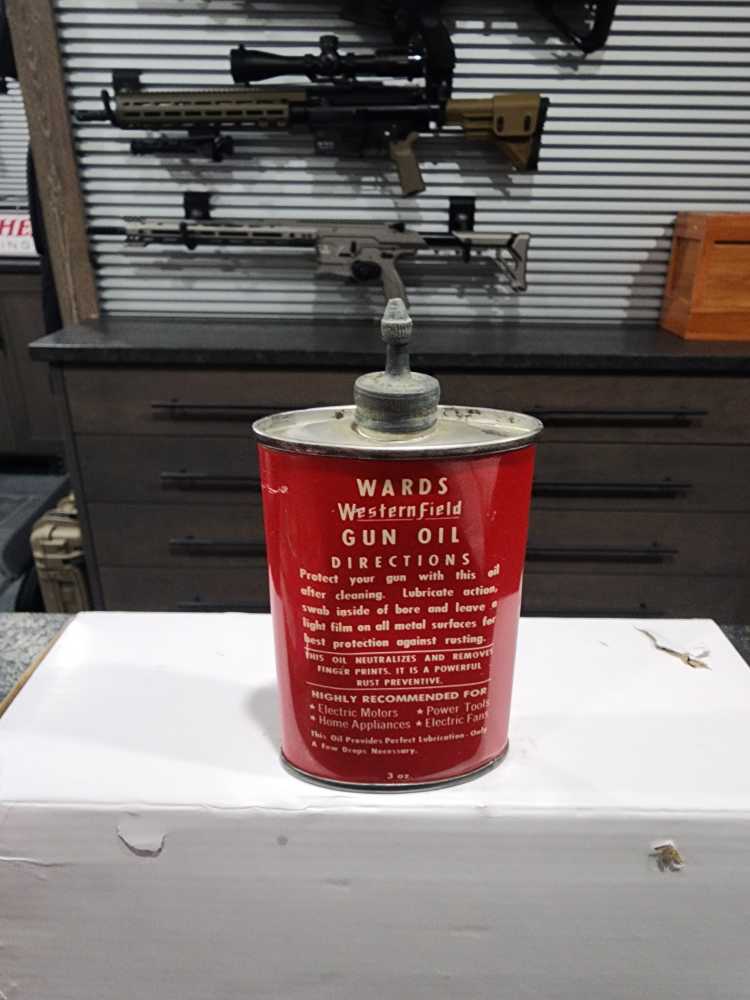 HE
ING
WARDS
Westernfield
GUN OIL
DIRECTIONS
Protect your gun with this oil
after cleaning. Lubricate action,
swab inside of bore and leave a
light film on all metal surfaces for
best protection against rusting.
THIS OIL NEUTRALIZES AND REMOVES
FINGER PRINTS. IT IS A POWERFUL
RUST PREVENTIVE.
HIGHLY RECOMMENDED FOR
★ Electric Motors ★ Power Tools
★ Home Appliances ★ Electric Fans
This Oil Provides Perfect Lubrication - Only
A Few Drops Necessary.
3 oz.